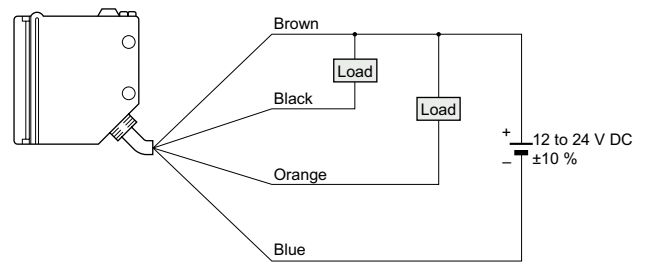 Brown
Load
Black
Load
+
12 to 24 V DC
–
±10 %
Orange
Blue